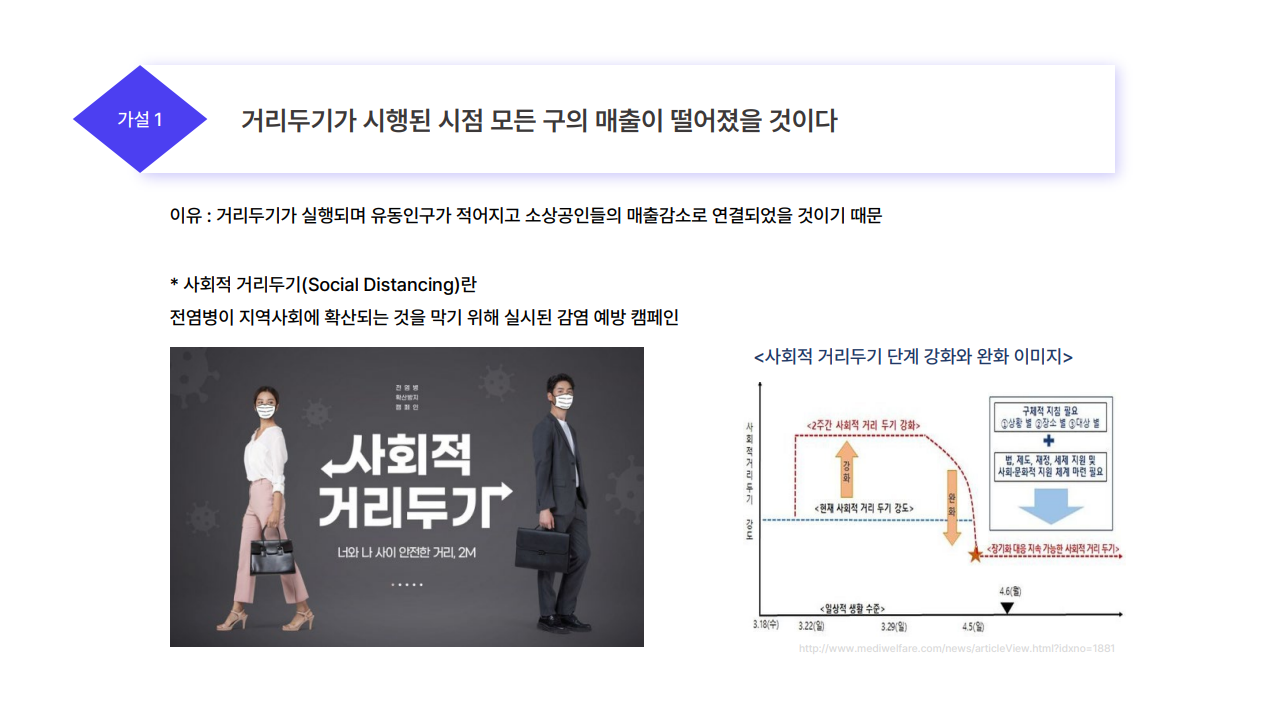 가설 1
거리두기가 시행된 시점 모든 구의 매출이 떨어졌을 것이다
이유 : 거리두기가 실행되며 유동인구가 적어지고 소상공인들의 매출감소로 연결되었을 것이기 때문
* 사회적 거리두기(Social Distancing)란
전염병이 지역사회에 확산되는 것을 막기 위해 실시된 감염 예방 캠페인
전 염 병
확산방지
캠 페 인
사회적
거리두기
너와 나 사이 안전한 거리, 2M
<사회적 거리두기 단계 강화와 완화 이미지>
사회적거리두기 강도
<2주간 사회적 거리 두기 강화>
강화
<현재 사회적 거리 두기 강도>
완화
구체적 지침 필요
①상황 별 ②장소 별 ③대상 별
법, 제도, 재정, 세제 지원 및
사회·문화적 지원 체계 마련 필요
<장기화 대응 지속 가능한 사회적 거리 두기>
4.6(월)
<일상적 생활 수준>
3.18(수) 3.22(일) 3.29(일) 4.5(일)
http://www.mediwelfare.com/news/articleView.html?idxno=1881